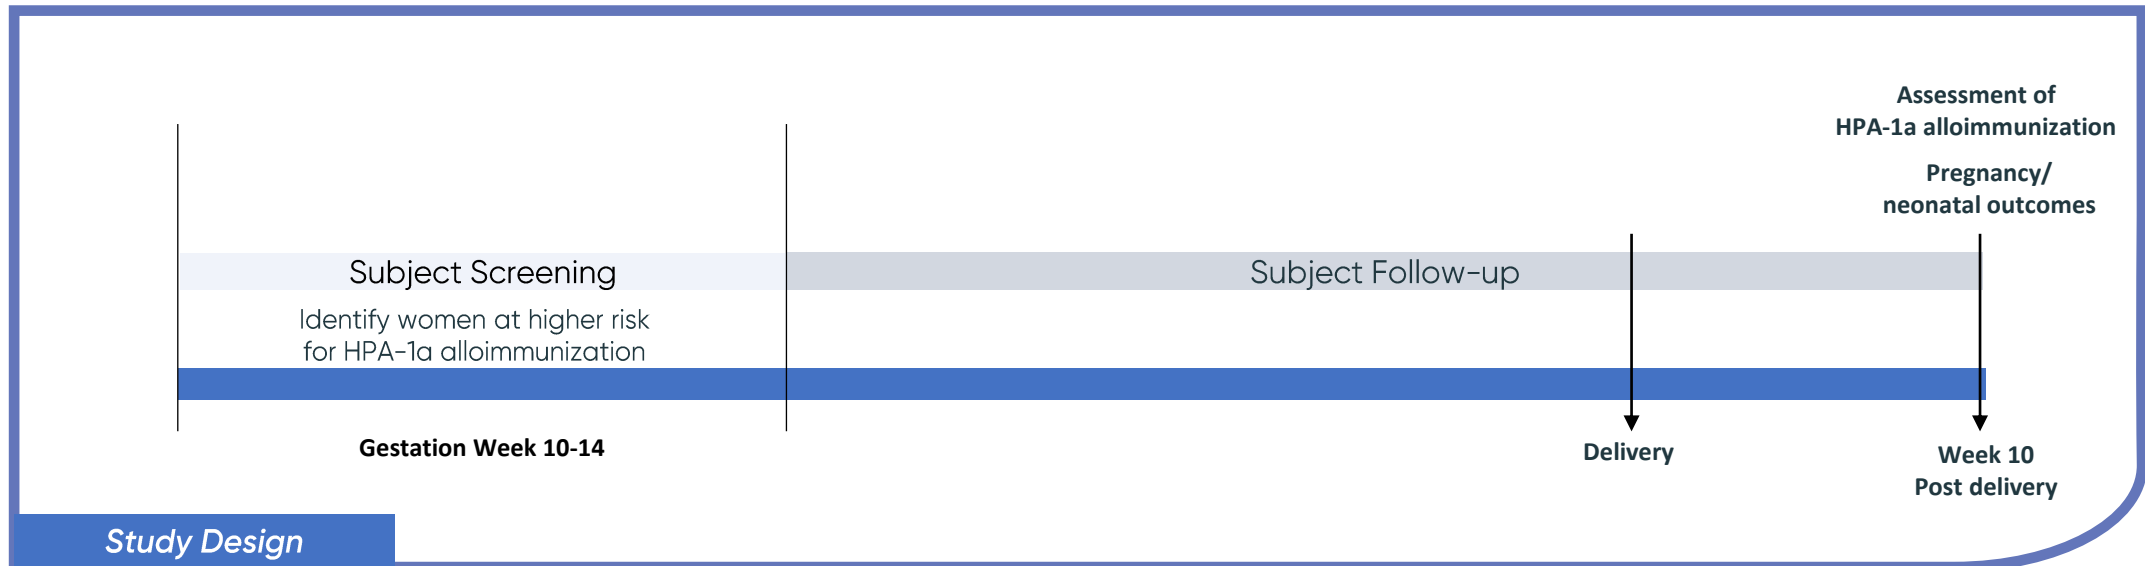 Assessment of
HPA-1a alloimmunization
Pregnancy/
neonatal outcomes
Subject Screening
Subject Follow-up
Identify women at higher risk
for HPA-1a alloimmunization
Gestation Week 10-14
Delivery
Week 10
Post delivery
Study Design